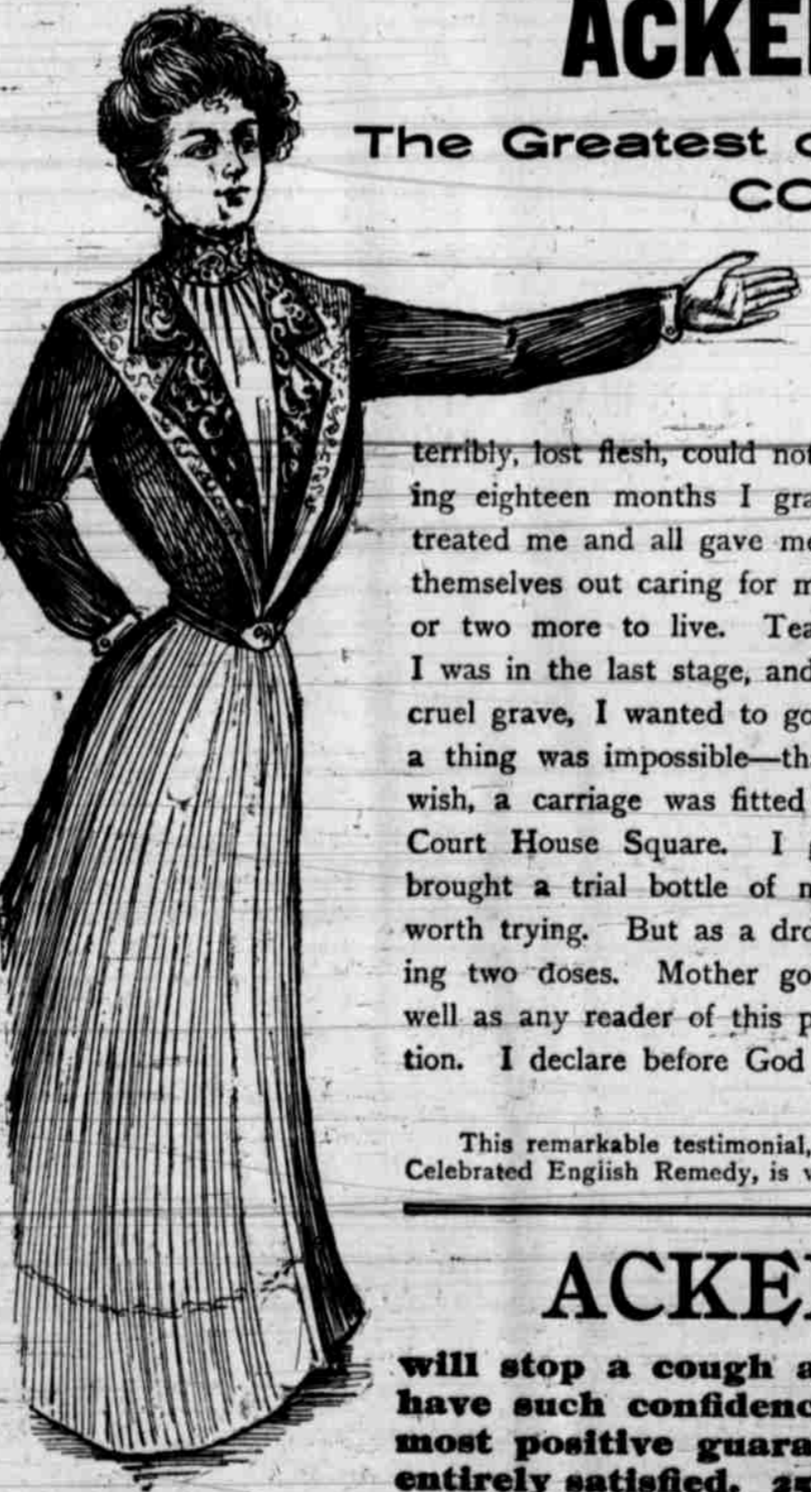 ACKE
The Greatest
CO
terribly, lost flesh, could not
ing eighteen months I gra
treated me and all gave me
themselves out caring for m
or two more to live. Tea
I was in the last stage, and
cruel grave, I wanted to go
a thing was impossible—tha
wish, a carriage was fitted
Court House Square. I
brought a trial bottle of m
worth trying. But as a dro
ing two doses. Mother go
well as any reader of this p
tion. I declare before God
This remarkable testimonial,
Celebrated English Remedy, is v
ACKE
will stop a cough a
have such confidenc
most positive guara
entirely satisfied, a